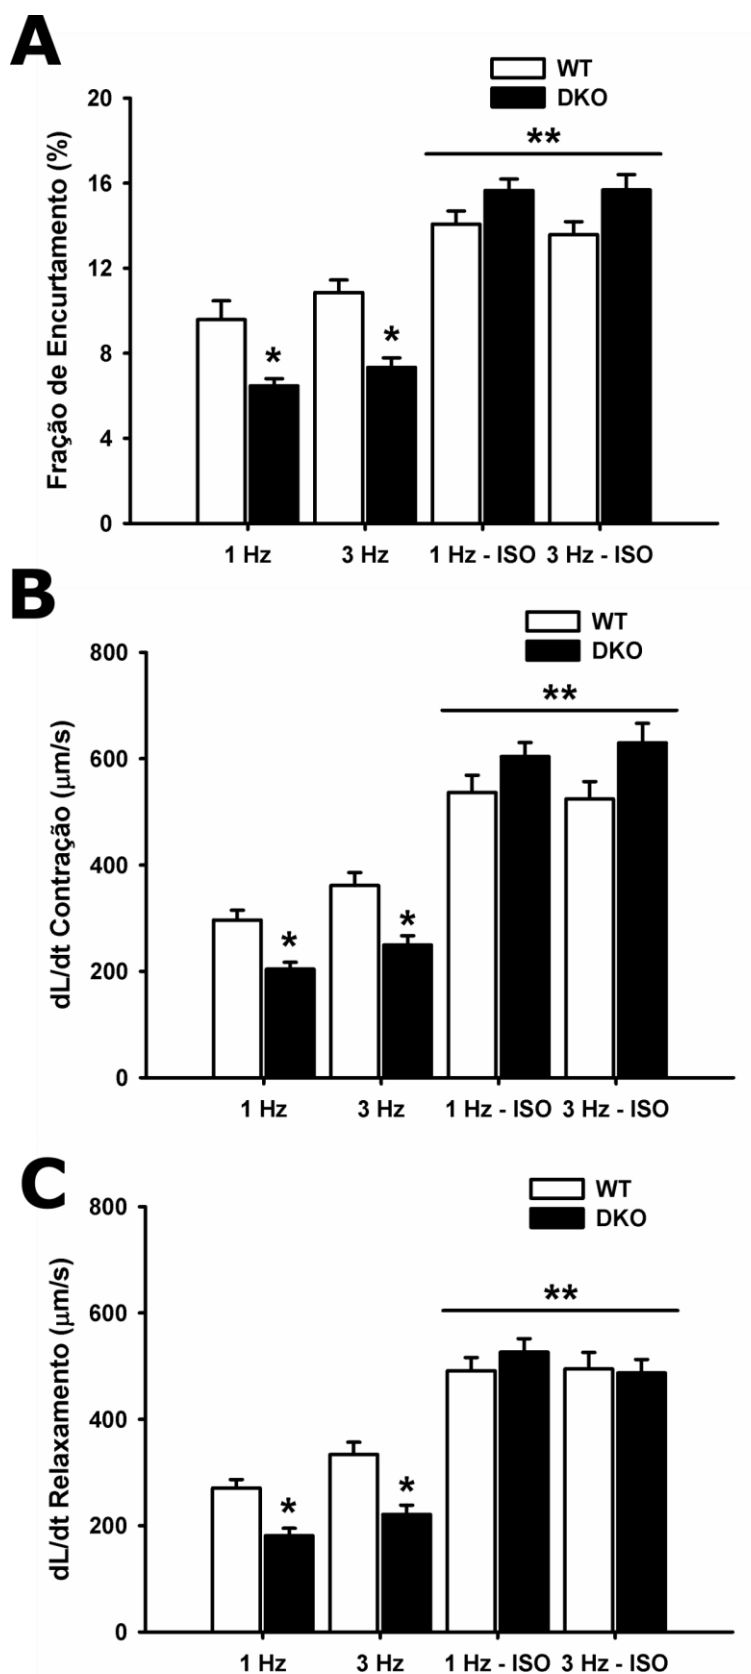 A
WT
DKO
Fração de Encurtamento (%)
20
16
12
8
4
0
**
*
*
1 Hz
3 Hz
1 Hz - ISO
3 Hz - ISO
B
WT
DKO
dL/dt Contração (μm/s)
800
600
400
200
0
**
*
*
1 Hz
3 Hz
1 Hz - ISO
3 Hz - ISO
C
WT
DKO
dL/dt Relaxamento (μm/s)
800
600
400
200
0
**
*
*
1 Hz
3 Hz
1 Hz - ISO
3 Hz - ISO